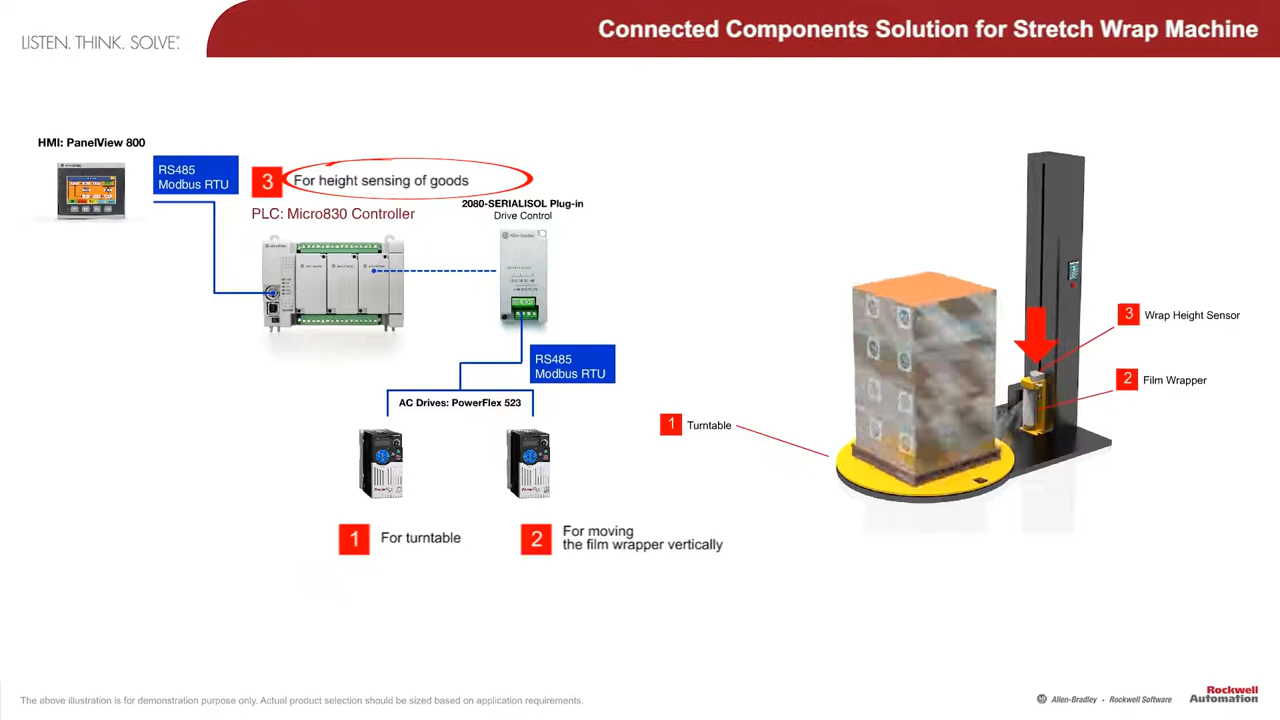 LISTEN. THINK. SOLVE.®
Connected Components Solution for Stretch Wrap Machine
HMI: PanelView 800
RS485
Modbus RTU
3
For height sensing of goods
PLC: Micro830 Controller
2080-SERIALISOL Plug-in
Drive Control
Allen-Bradley
RS485
Modbus RTU
AC Drives: PowerFlex 523
1
For turntable
2
For moving
the film wrapper vertically
3
Wrap Height Sensor
2
Film Wrapper
1
Turntable
The above illustration is for demonstration purpose only. Actual product selection should be sized based on application requirements.
AB Allen-Bradley • Rockwell Software
Rockwell
Automation